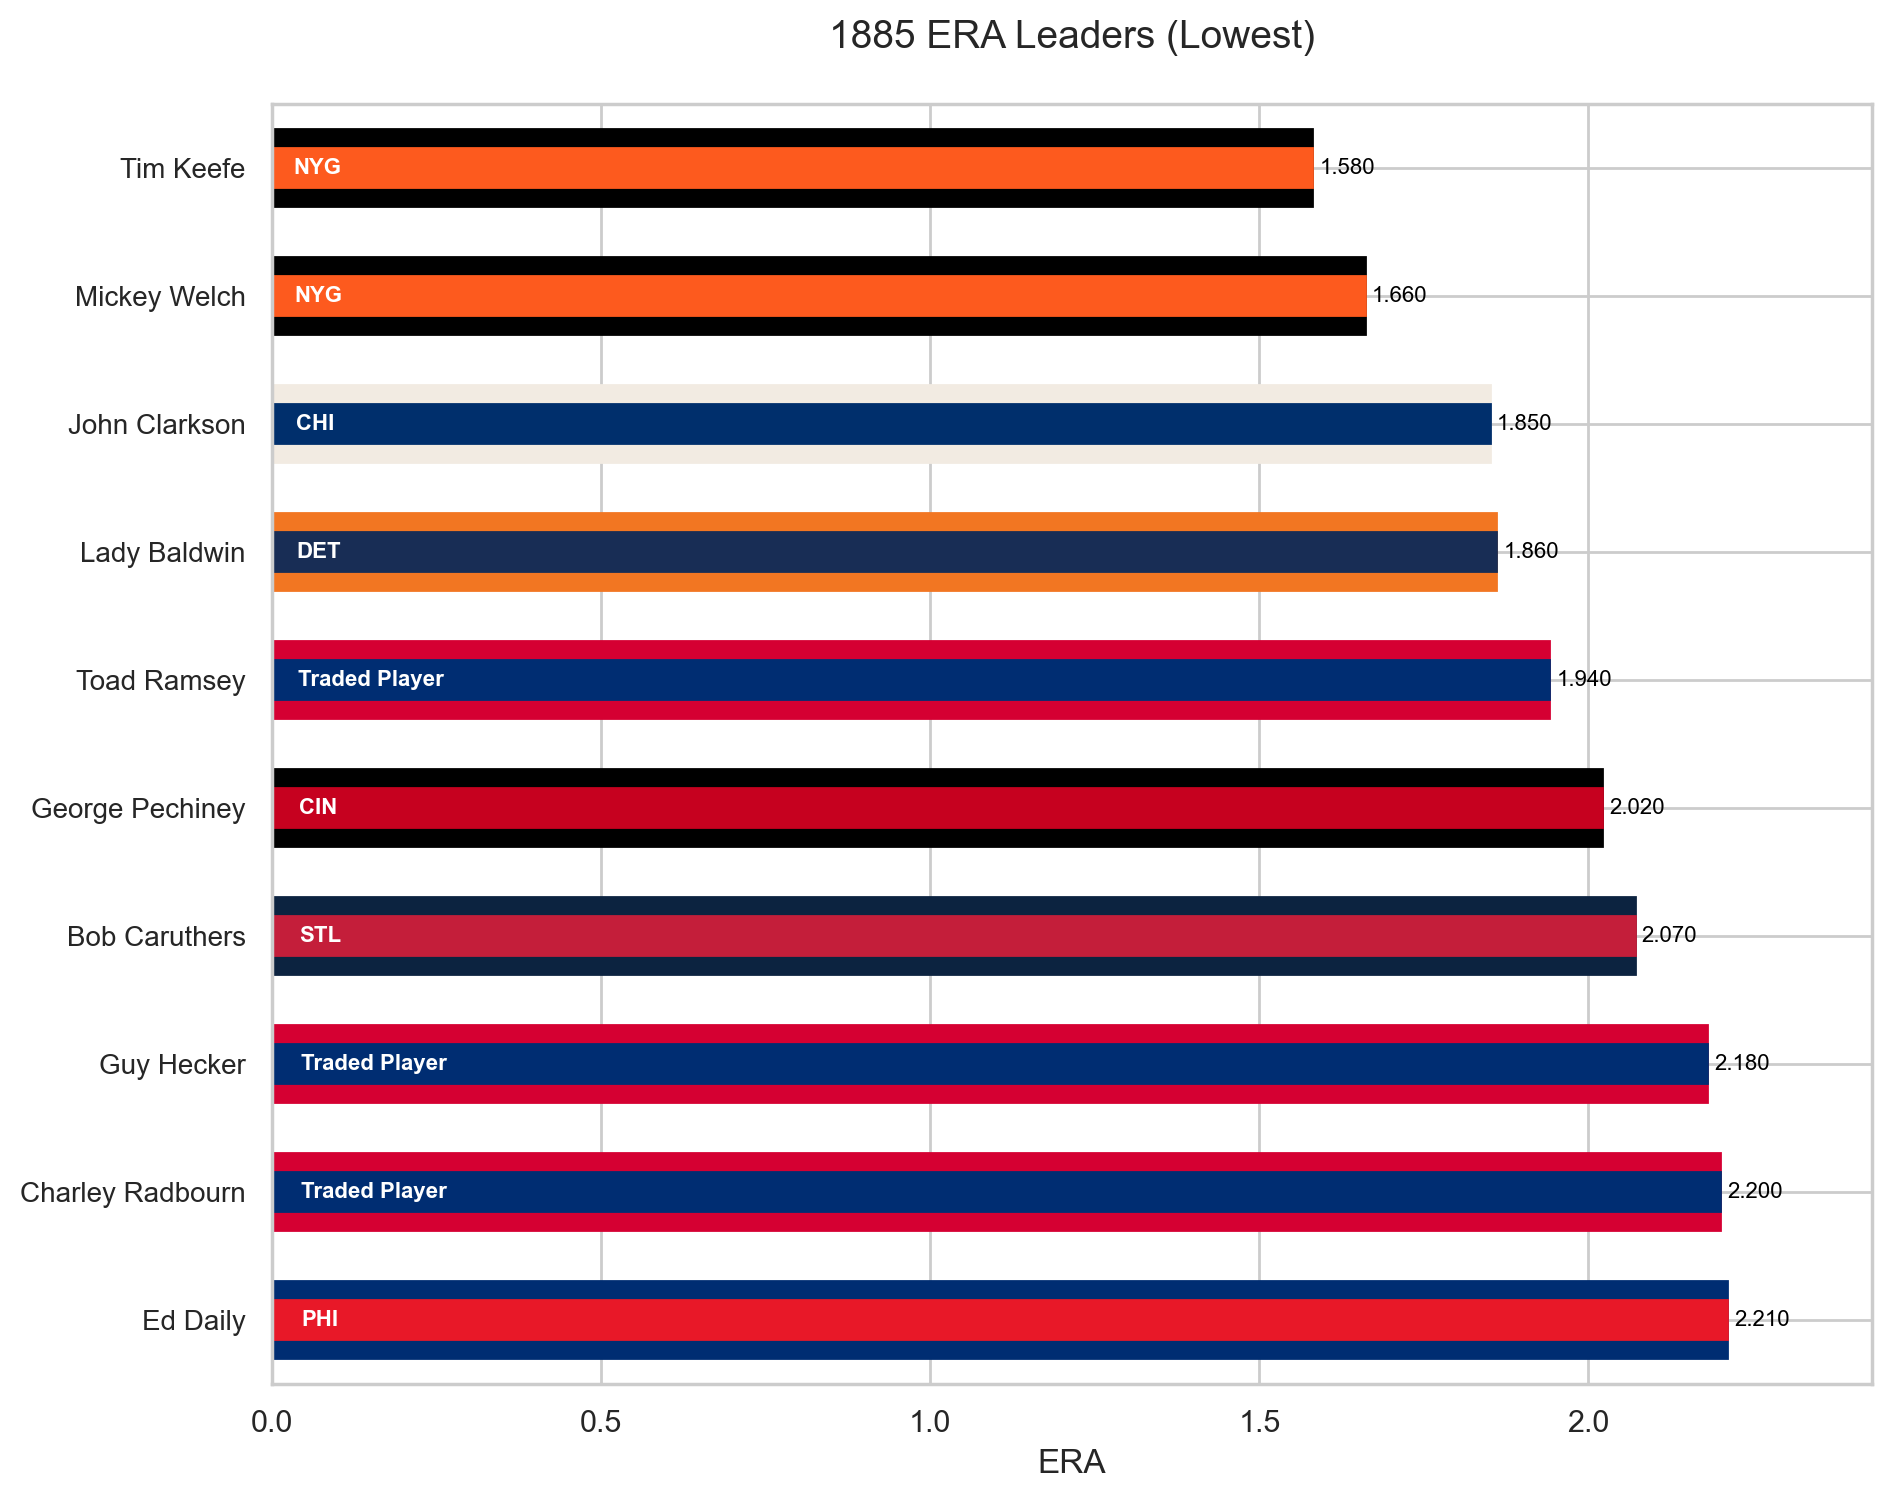 1885 ERA Leaders (Lowest)
Tim Keefe NYG 1.580
Mickey Welch NYG 1.660
John Clarkson CHI 1.850
Lady Baldwin DET 1.860
Toad Ramsey Traded Player 1.940
George Pechiney CIN 2.020
Bob Caruthers STL 2.070
Guy Hecker Traded Player 2.180
Charley Radbourn Traded Player 2.200
Ed Daily PHI 2.210
0.0 0.5 1.0 1.5 2.0
ERA